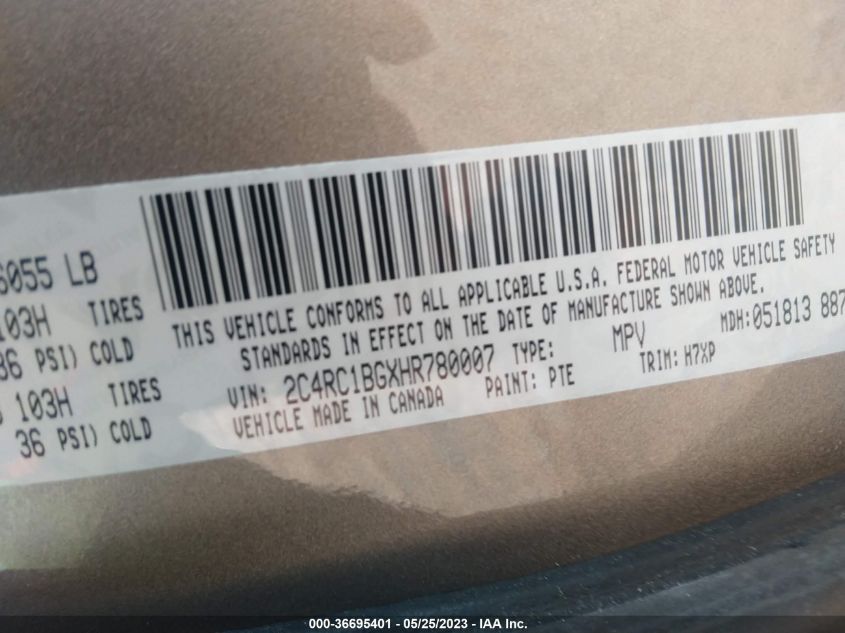 6055 LB
103H TIRES
36 PSI) COLD
103H TIRES
36 PSI) COLD
THIS VEHICLE CONFORMS TO ALL APPLICABLE U.S.A. FEDERAL MOTOR VEHICLE SAFETY
STANDARDS IN EFFECT ON THE DATE OF MANUFACTURE SHOWN ABOVE.
VIN: 2C4RC1BGXHR780007 TYPE: MPV MDH:051813 887
VEHICLE MADE IN CANADA PAINT: PTE TRIM: H7XP
000-36695401 - 05/25/2023 - IAA Inc.